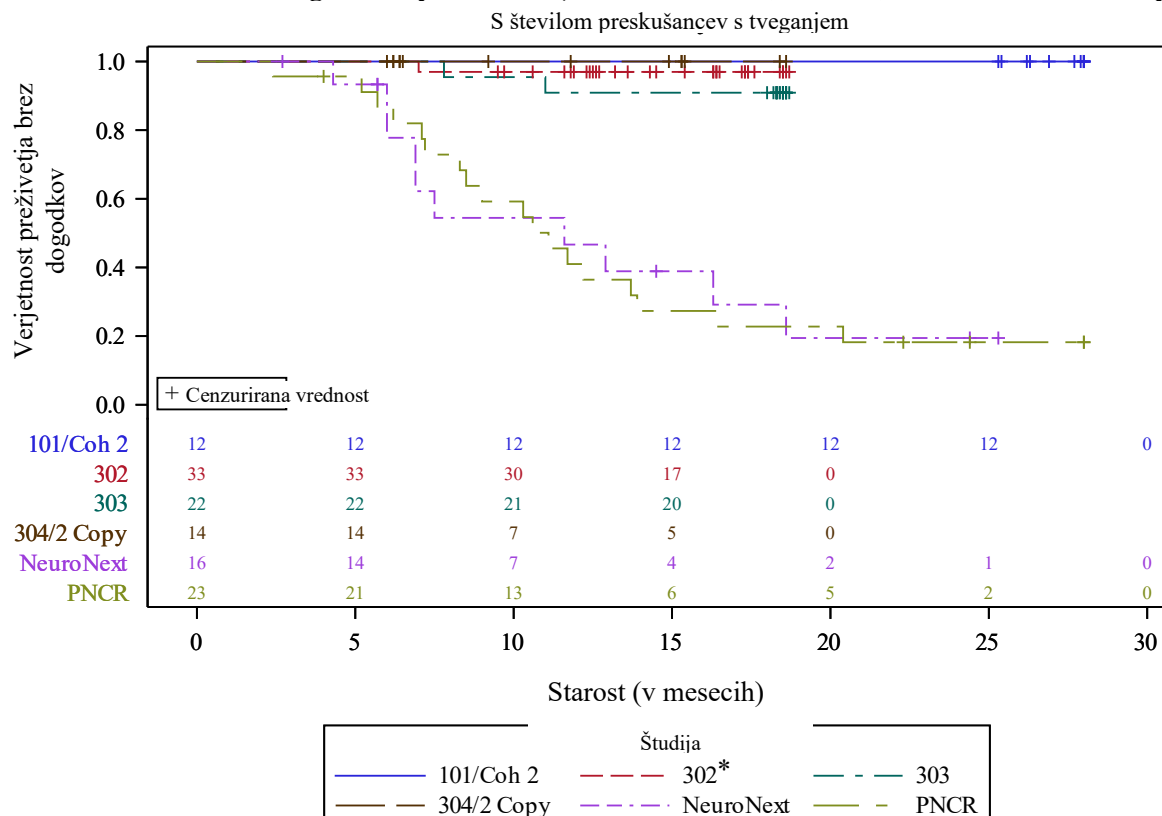 S številom preskušancev s tveganjem
Verjetnost preživetja brez
dogodkov
1.0
0.8
0.6
0.4
0.2
0.0
+ Cenzurirana vrednost
101/Coh 2 12 12 12 12 12 12 0
302 33 33 30 17 0
303 22 22 21 20 0
304/2 Copy 14 14 7 5 0
NeuroNext 16 14 7 4 2 1 0
PNCR 23 21 13 6 5 2 0
0 5 10 15 20 25 30
Starost (v mesecih)
Študija
101/Coh 2 302* 303
304/2 Copy NeuroNext PNCR